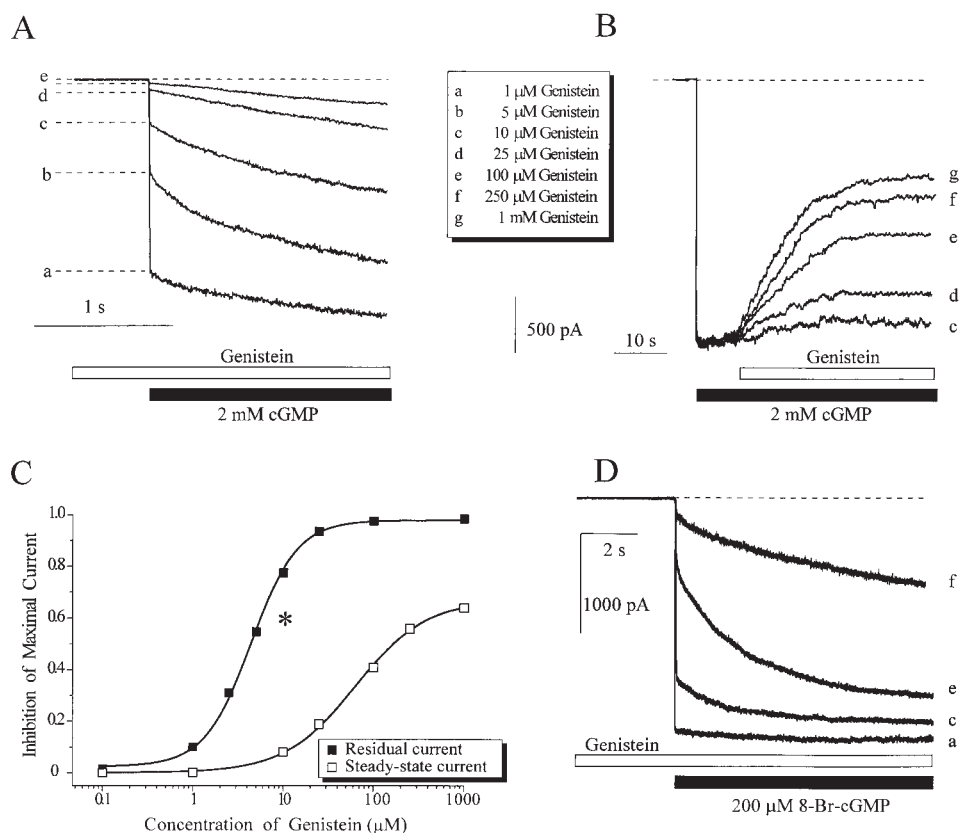 A
e
d
c
b
a
1 s
Genistein
2 mM cGMP
a 1 µM Genistein
b 5 µM Genistein
c 10 µM Genistein
d 25 µM Genistein
e 100 µM Genistein
f 250 µM Genistein
g 1 mM Genistein
500 pA
B
g
f
e
d
c
10 s
Genistein
2 mM cGMP
C
Inhibition of Maximal Current
1.0
0.8
0.6
0.4
0.2
0
*
Residual current
Steady-state current
0.1 1 10 100 1000
Concentration of Genistein (µM)
D
2 s
1000 pA
f
e
c
a
Genistein
200 µM 8-Br-cGMP